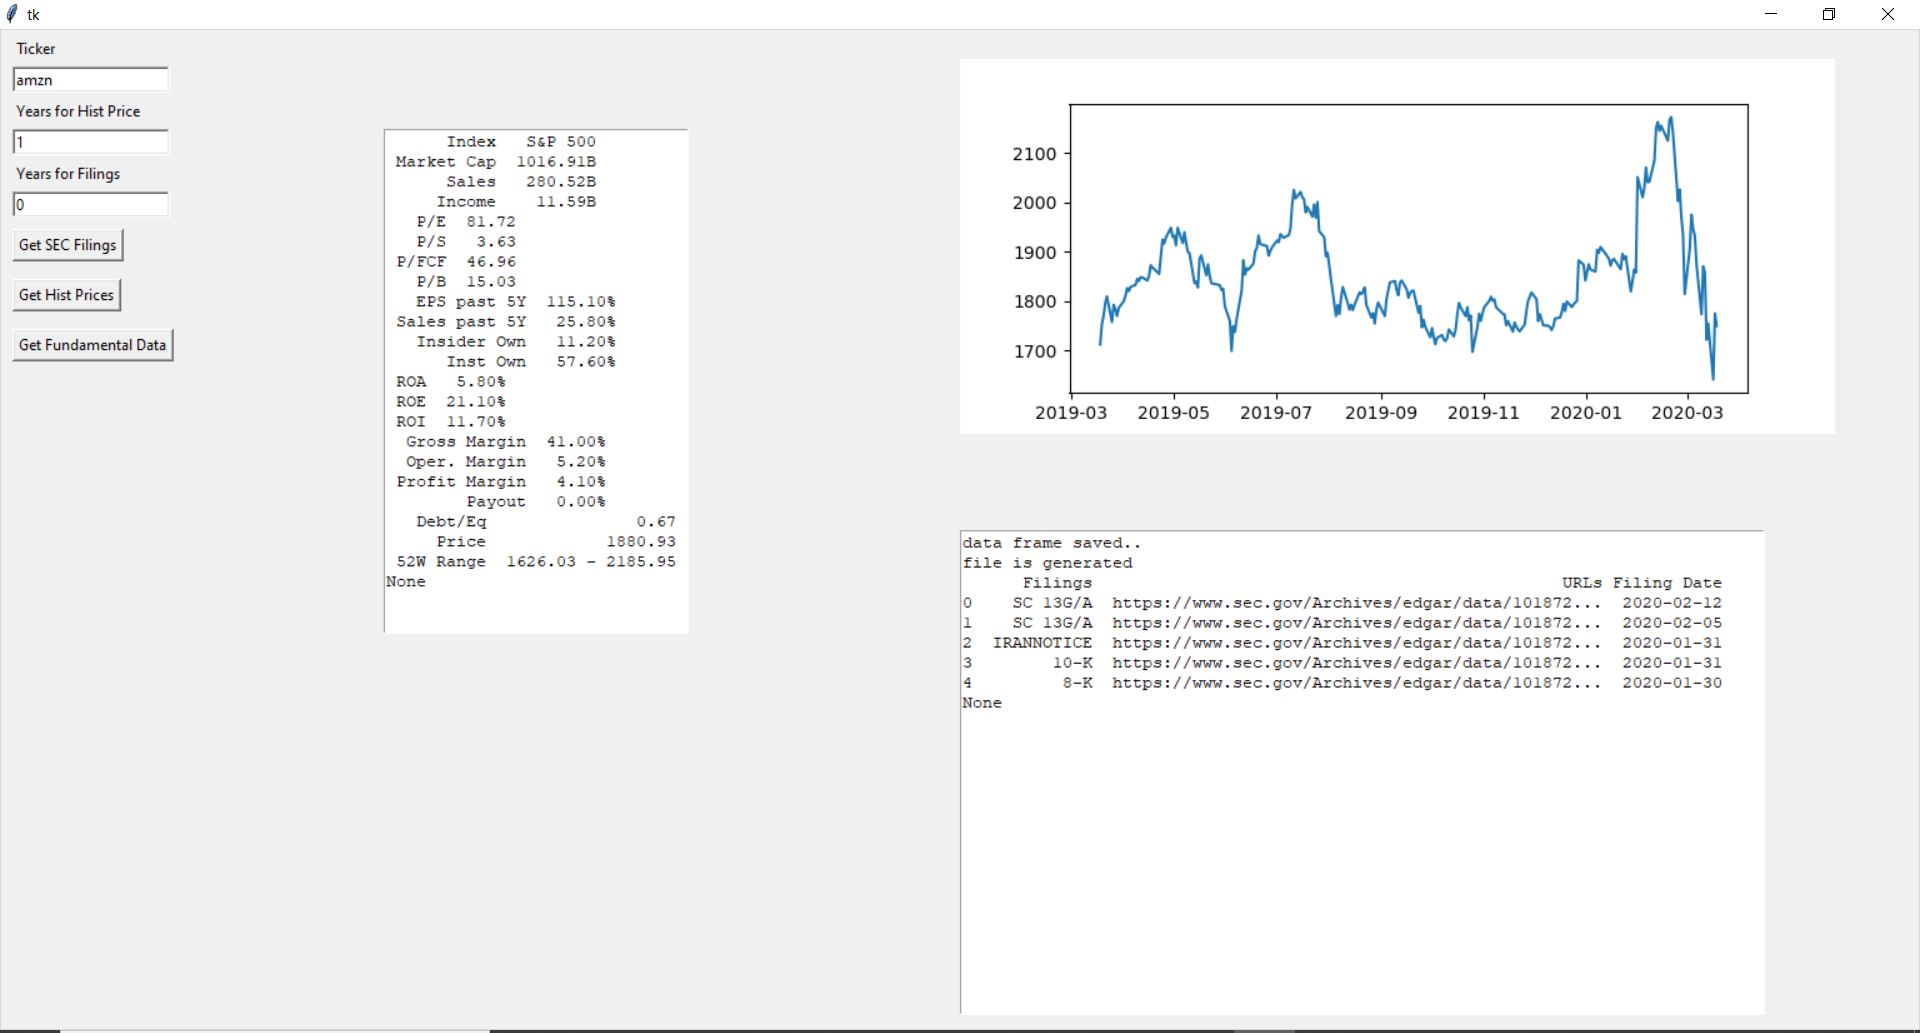 tk
Ticker
amzn
Years for Hist Price
1
Years for Filings
0
Get SEC Filings
Get Hist Prices
Get Fundamental Data
Index S&P 500
Market Cap 1016.91B
Sales 280.52B
Income 11.59B
P/E 81.72
P/S 3.63
P/FCF 46.96
P/B 15.03
EPS past 5Y 115.10%
Sales past 5Y 25.80%
Insider Own 11.20%
Inst Own 57.60%
ROA 5.80%
ROE 21.10%
ROI 11.70%
Gross Margin 41.00%
Oper. Margin 5.20%
Profit Margin 4.10%
Payout 0.00%
Debt/Eq 0.67
Price 1880.93
52W Range 1626.03 - 2185.95
None
2100
2000
1900
1800
1700
2019-03 2019-05 2019-07 2019-09 2019-11 2020-01 2020-03
data frame saved..
file is generated
Filings URLs Filing Date
0 SC 13G/A https://www.sec.gov/Archives/edgar/data/101872... 2020-02-12
1 SC 13G/A https://www.sec.gov/Archives/edgar/data/101872... 2020-02-05
2 IRANNOTICE https://www.sec.gov/Archives/edgar/data/101872... 2020-01-31
3 10-K https://www.sec.gov/Archives/edgar/data/101872... 2020-01-31
4 8-K https://www.sec.gov/Archives/edgar/data/101872... 2020-01-30
None